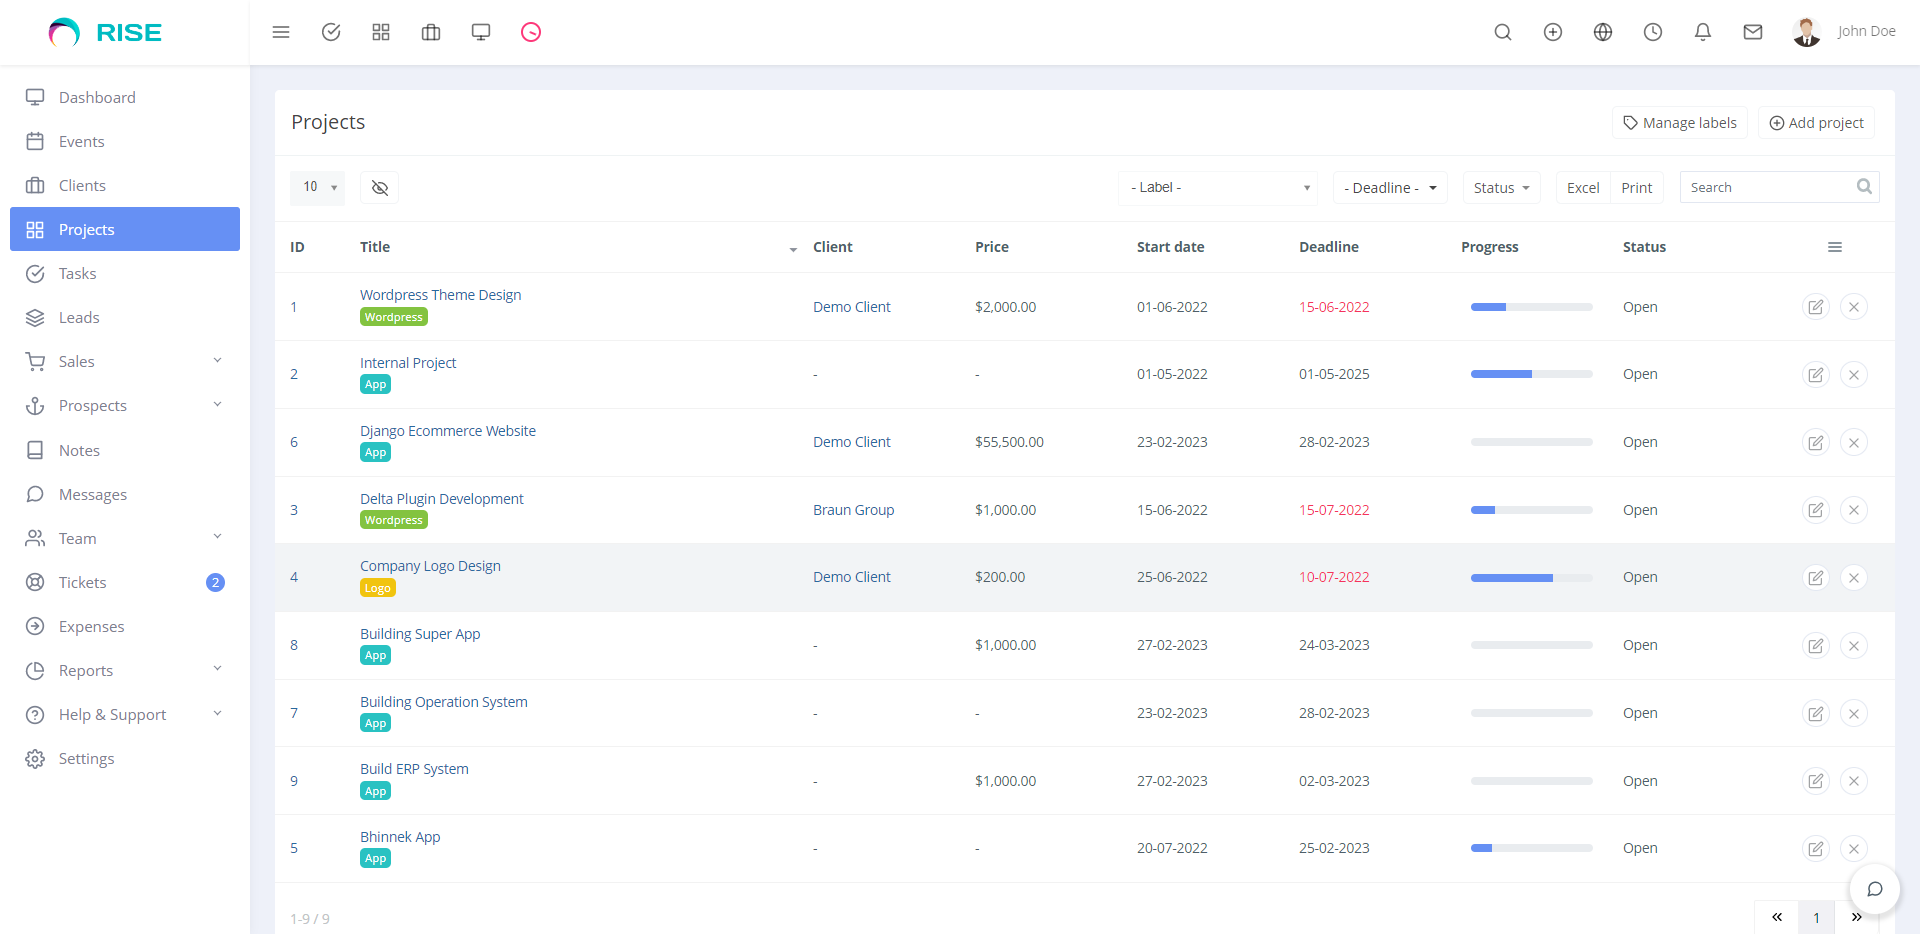 RISE
John Doe
Dashboard
Events
Clients
Projects
Tasks
Leads
Sales
Prospects
Notes
Messages
Team
Tickets 2
Expenses
Reports
Help & Support
Settings
Projects
Manage labels
Add project
10
- Label -
- Deadline -
Status
Excel
Print
Search
ID Title Client Price Start date Deadline Progress Status
1 Wordpress Theme Design Demo Client $2,000.00 01-06-2022 15-06-2022 Open
Wordpress
2 Internal Project - - 01-05-2022 01-05-2025 Open
App
6 Django Ecommerce Website Demo Client $55,500.00 23-02-2023 28-02-2023 Open
App
3 Delta Plugin Development Braun Group $1,000.00 15-06-2022 15-07-2022 Open
Wordpress
4 Company Logo Design Demo Client $200.00 25-06-2022 10-07-2022 Open
Logo
8 Building Super App - $1,000.00 27-02-2023 24-03-2023 Open
App
7 Building Operation System - - 23-02-2023 28-02-2023 Open
App
9 Build ERP System - $1,000.00 27-02-2023 02-03-2023 Open
App
5 Bhinnek App - - 20-07-2022 25-02-2023 Open
App
1-9 / 9
« 1 »